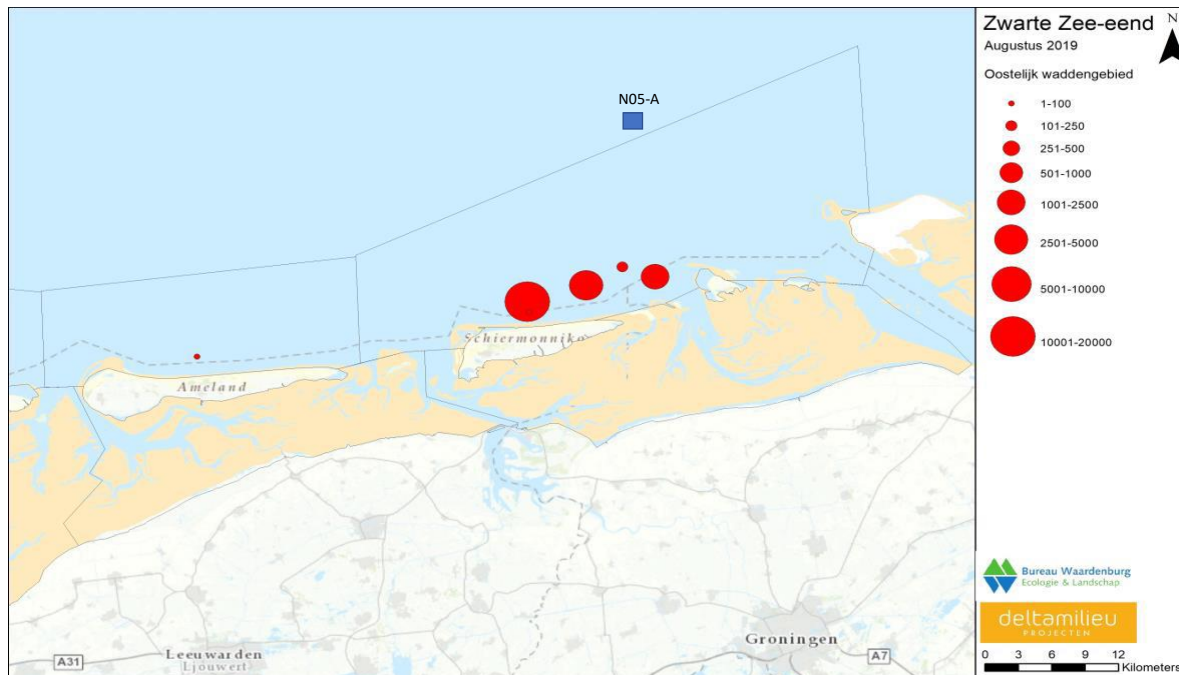 Zwarte Zee-eend
N
Augustus 2019
Oostelijk waddengebied
1-100
101-250
251-500
501-1000
1001-2500
2501-5000
5001-10000
10001-20000
N05-A
Schiermonniko
Ameland
Leeuwarden
Ljouwert
A31
Groningen
A7
Bureau Waardenburg
Ecologie & Landschap
deltamilieu
PROJECTEN
0 3 6 9 12
Kilometers